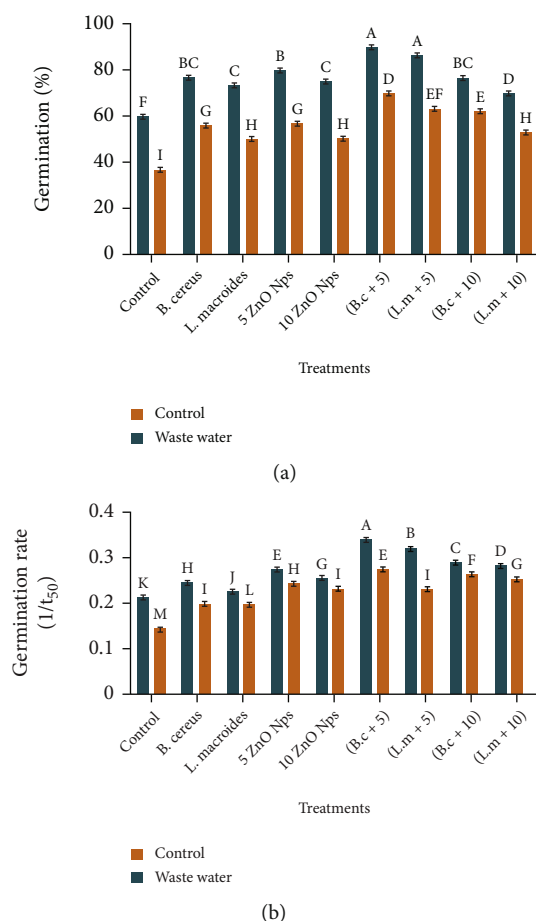 100
80
60
40
20
0
Germination (%)
F
I
BC
G
C
H
B
G
C
H
A
D
A
EF
BC
E
D
H
Control
B. cereus
L. macroides
5 ZnO Nps
10 ZnO Nps
(B.c + 5)
(L.m + 5)
(B.c + 10)
(L.m + 10)
Treatments
Control
Waste water
(a)
0.4
0.3
0.2
0.1
0
Germination rate
(1/t50)
K
M
H
I
J
L
E
H
G
I
A
E
B
I
C
F
D
G
Control
B. cereus
L. macroides
5 ZnO Nps
10 ZnO Nps
(B.c + 5)
(L.m + 5)
(B.c + 10)
(L.m + 10)
Treatments
Control
Waste water
(b)